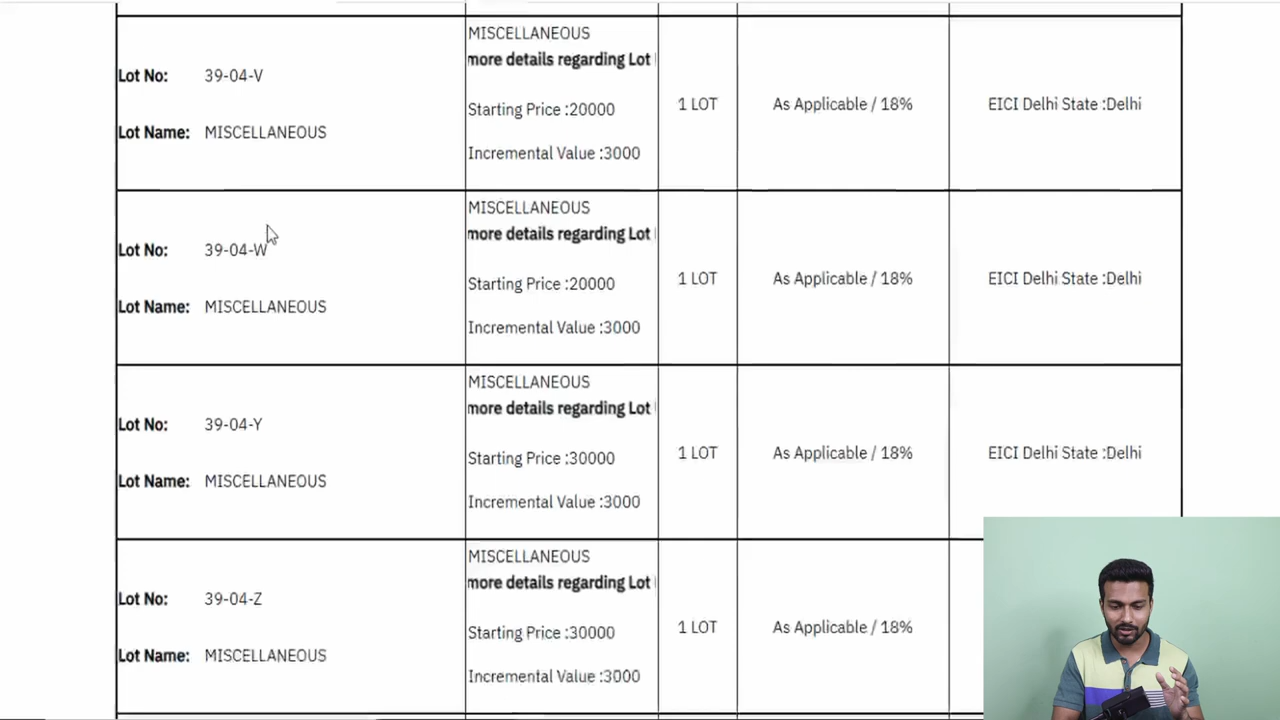 MISCELLANEOUS
more details regarding Lot
Lot No: 39-04-V
Starting Price :20000
1 LOT
As Applicable / 18%
EICI Delhi State :Delhi
Lot Name: MISCELLANEOUS
Incremental Value :3000
MISCELLANEOUS
more details regarding Lot
Lot No: 39-04-W
Starting Price :20000
1 LOT
As Applicable / 18%
EICI Delhi State :Delhi
Lot Name: MISCELLANEOUS
Incremental Value :3000
MISCELLANEOUS
more details regarding Lot
Lot No: 39-04-Y
Starting Price :30000
1 LOT
As Applicable / 18%
EICI Delhi State :Delhi
Lot Name: MISCELLANEOUS
Incremental Value :3000
MISCELLANEOUS
more details regarding Lot
Lot No: 39-04-Z
Starting Price :30000
1 LOT
As Applicable / 18%
Lot Name: MISCELLANEOUS
Incremental Value :3000